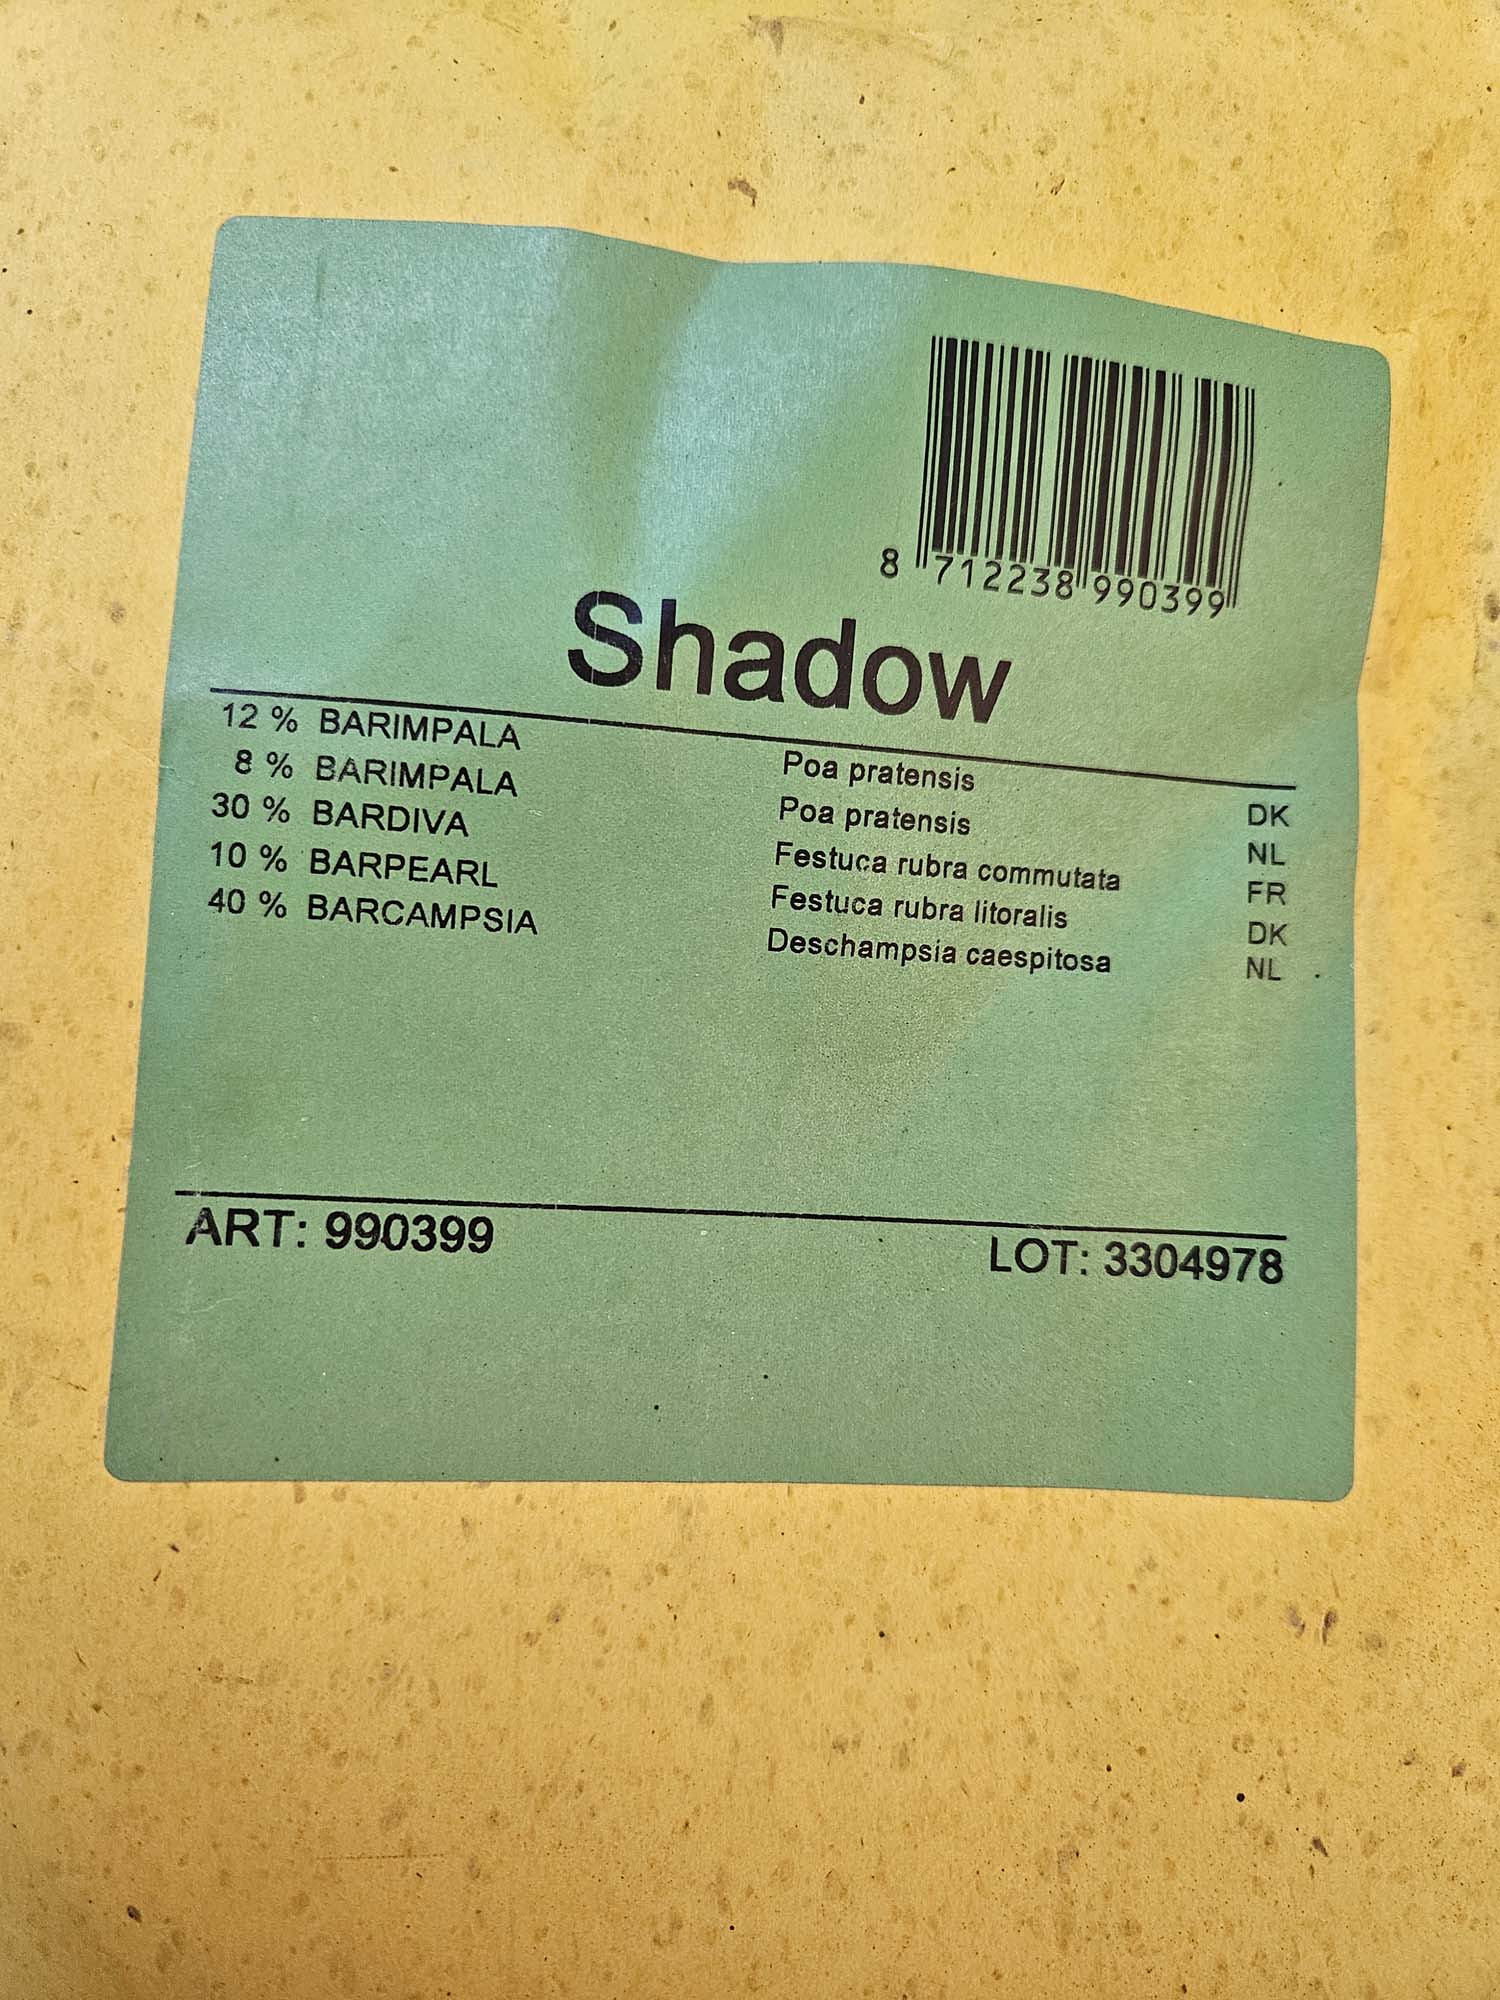 8 712238 990399
Shadow
12 % BARIMPALA Poa pratensis DK
8 % BARIMPALA Poa pratensis NL
30 % BARDIVA Festuca rubra commutata FR
10 % BARPEARL Festuca rubra litoralis DK
40 % BARCAMPSIA Deschampsia caespitosa NL
ART: 990399 LOT: 3304978